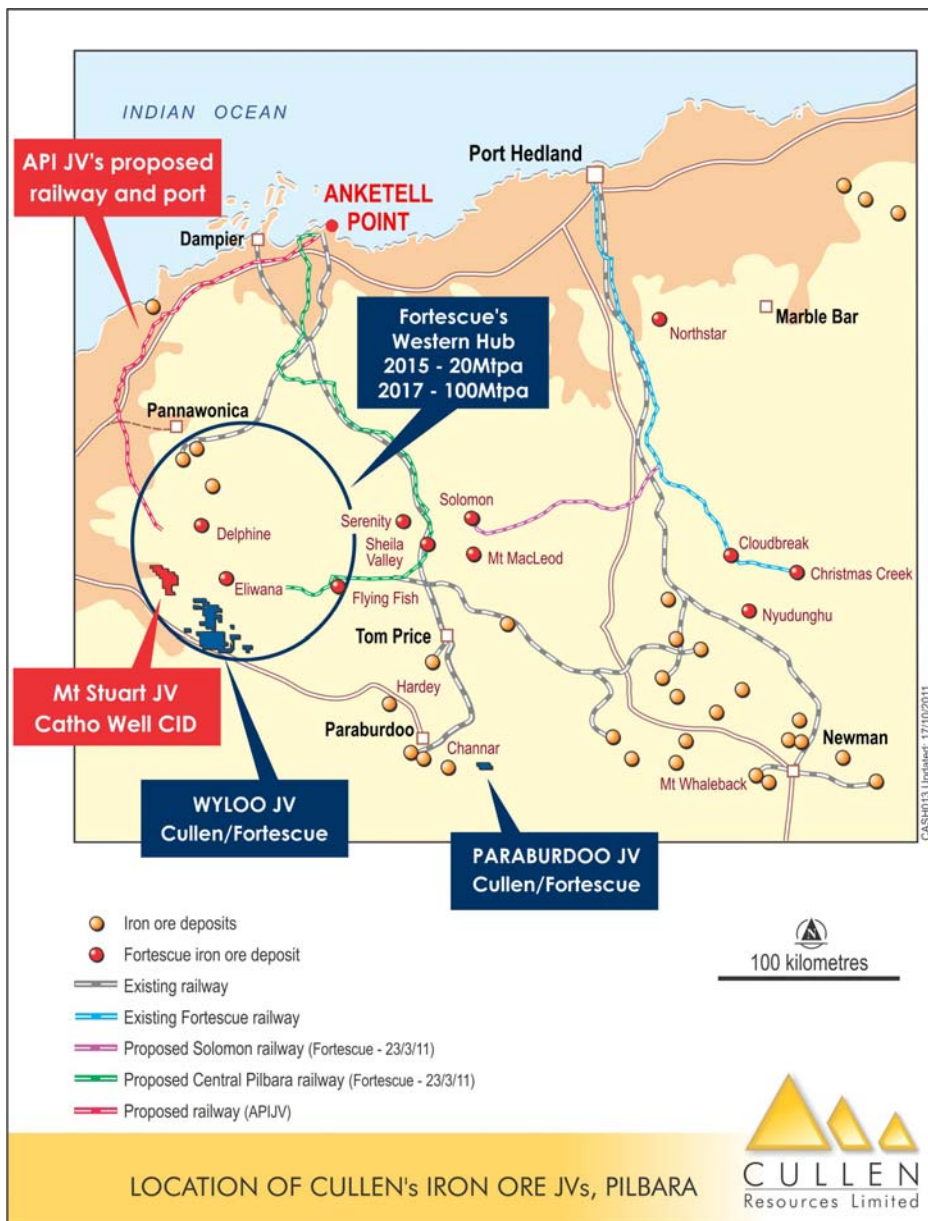 INDIAN OCEAN
API JV's proposed
railway and port
Port Hedland
ANKETELL
POINT
Dampier
Fortescue's
Western Hub
2015 - 20Mtpa
2017 - 100Mtpa
Northstar
Marble Bar
Pannawonica
Delphine
Serenity
Solomon
Sheila
Valley
Mt MacLeod
Cloudbreak
Christmas Creek
Eliwana
Flying Fish
Nyudunghu
Tom Price
Mt Stuart JV
Catho Well CID
Hardey
Paraburdoo
Channar
Newman
Mt Whaleback
WYLOO JV
Cullen/Fortescue
PARABURDOO JV
Cullen/Fortescue
CASH013 Updated: 17/10/2011
Iron ore deposits
Fortescue iron ore deposit
Existing railway
Existing Fortescue railway
Proposed Solomon railway (Fortescue - 23/3/11)
Proposed Central Pilbara railway (Fortescue - 23/3/11)
Proposed railway (APIJV)
N
100 kilometres
LOCATION OF CULLEN's IRON ORE JVs, PILBARA
CULLEN
Resources Limited